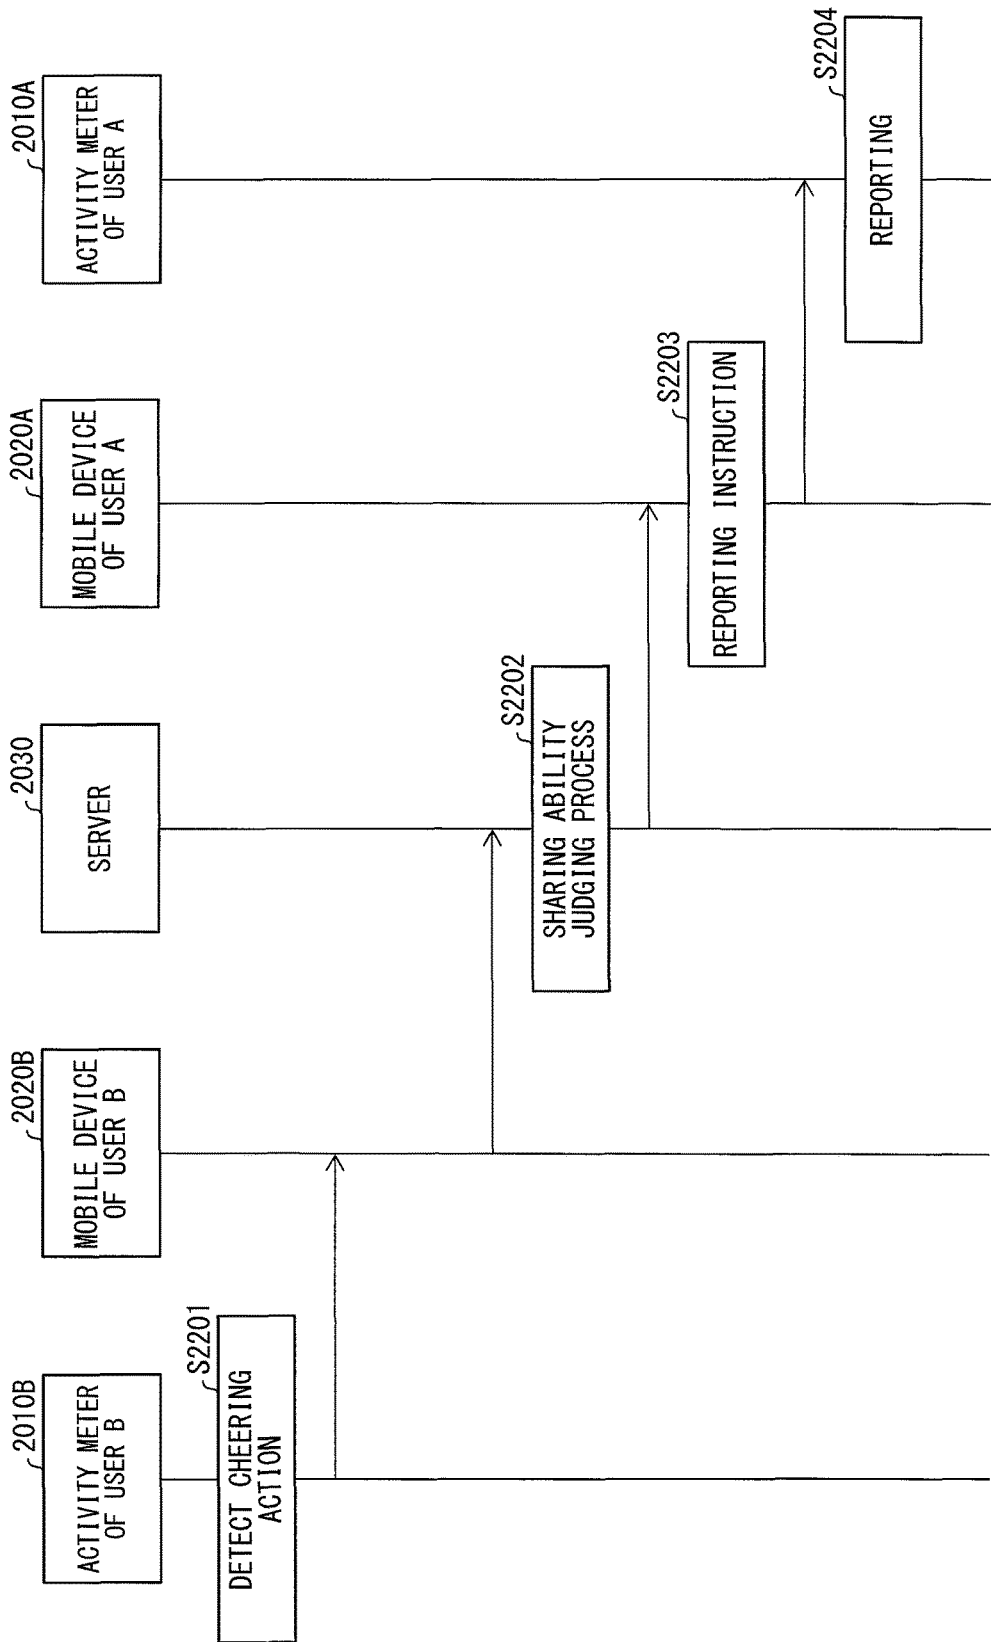 2010B
ACTIVITY METER
OF USER B
2020B
MOBILE DEVICE
OF USER B
2030
SERVER
2020A
MOBILE DEVICE
OF USER A
2010A
ACTIVITY METER
OF USER A
S2201
DETECT CHEERING
ACTION
S2202
SHARING ABILITY
JUDGING PROCESS
S2203
REPORTING INSTRUCTION
S2204
REPORTING